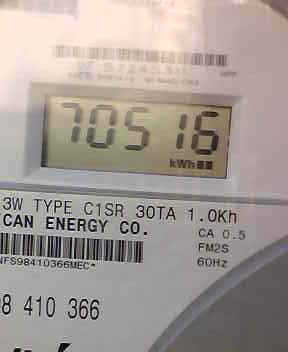 70516
kWh
3W TYPE C1SR 30TA 1.0Kh
CAN ENERGY CO.
CA 0.5
FM2S
NFS98410366MEC*
60Hz
98 410 366